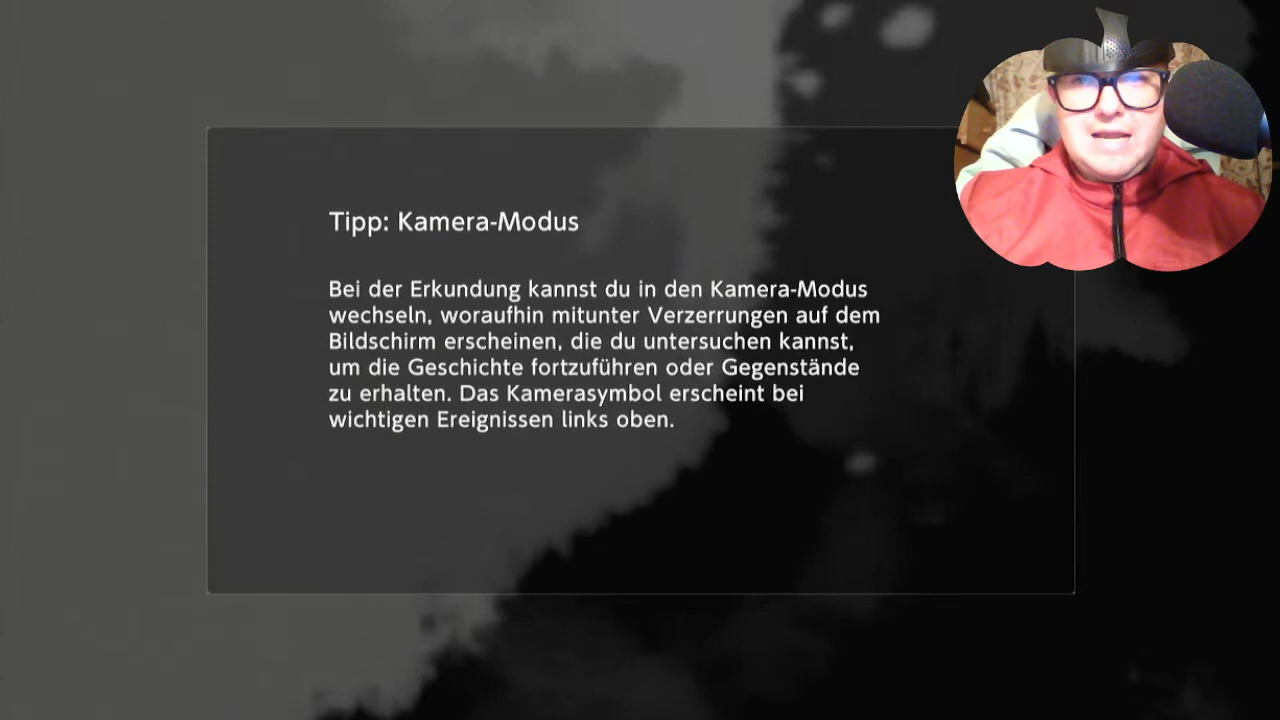 Tipp: Kamera-Modus
Bei der Erkundung kannst du in den Kamera-Modus
wechseln, woraufhin mitunter Verzerrungen auf dem
Bildschirm erscheinen, die du untersuchen kannst,
um die Geschichte fortzuführen oder Gegenstände
zu erhalten. Das Kamerasymbol erscheint bei
wichtigen Ereignissen links oben.